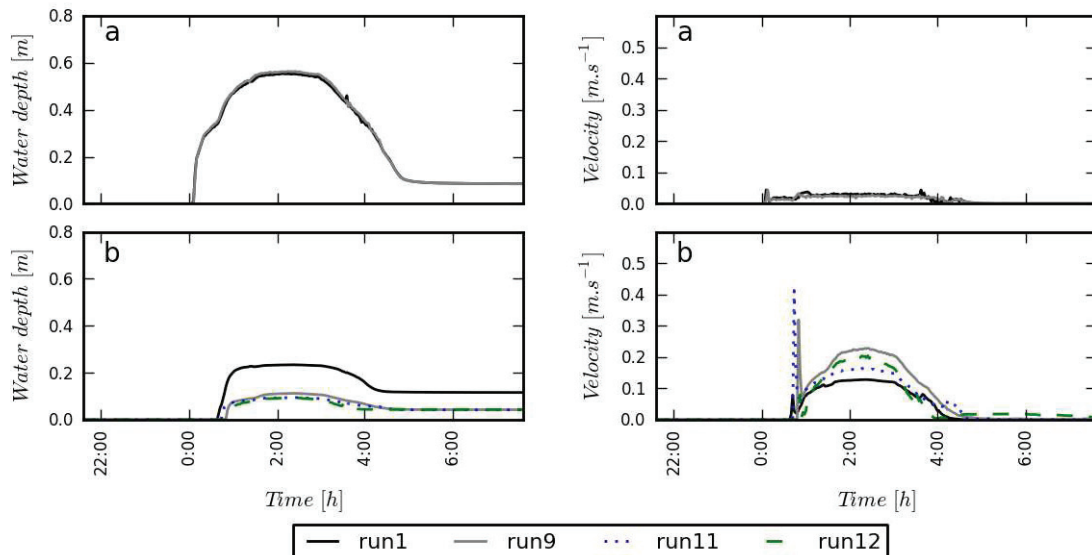 a
Water depth [m]
0.8
0.6
0.4
0.2
0.0
a
Velocity [m.s⁻¹]
0.5
0.4
0.3
0.2
0.1
0.0
b
Water depth [m]
0.8
0.6
0.4
0.2
0.0
22:00 0:00 2:00 4:00 6:00
Time [h]
b
Velocity [m.s⁻¹]
0.5
0.4
0.3
0.2
0.1
0.0
22:00 0:00 2:00 4:00 6:00
Time [h]
run1 run9 run11 run12